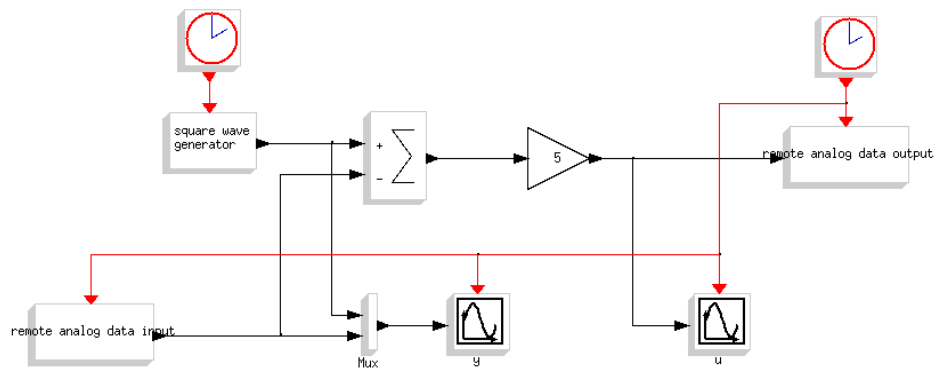 square wave
generator
+
-
5
remote analog data output
remote analog data input
Mux
y
u